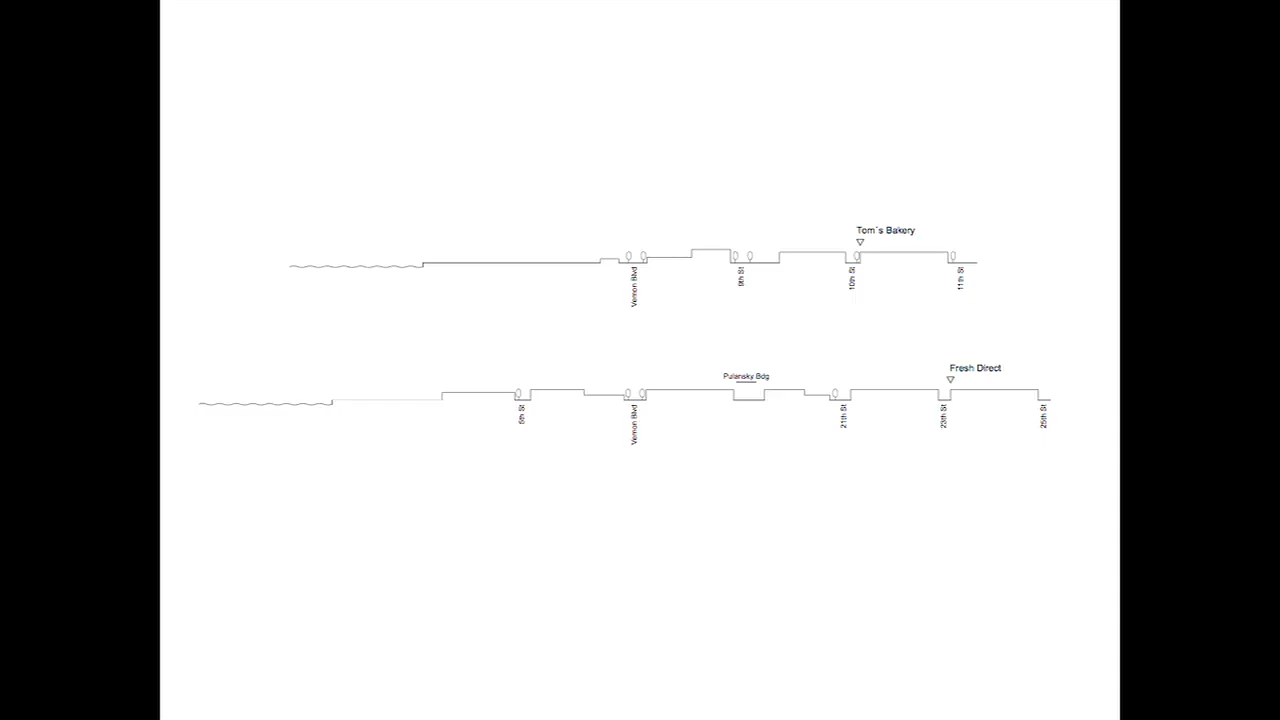 Tom´s Bakery
Vernon Blvd
9th St
10th St
11th St
Fresh Direct
Pulansky Bdg
5th St
Vernon Blvd
21th St
23th St
25th St